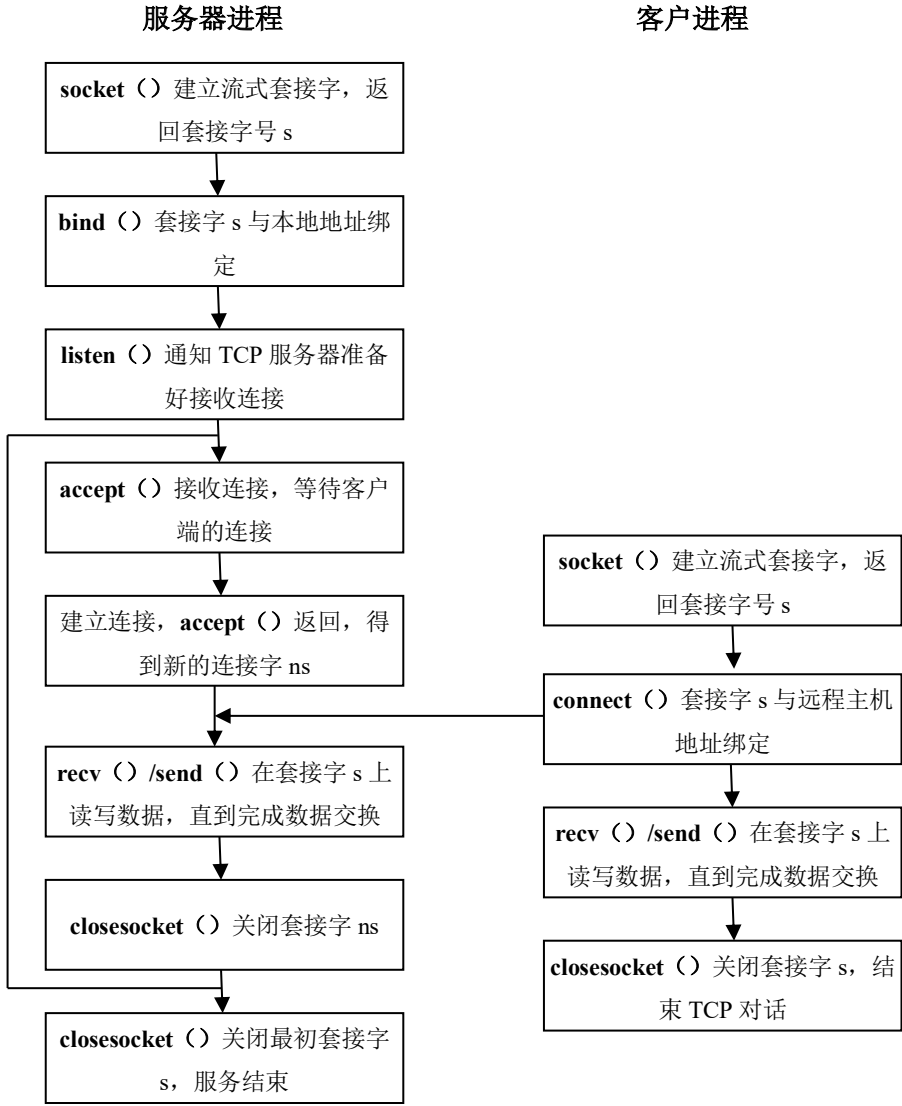 服务器进程
socket（）建立流式套接字，返
回套接字号 s
bind（）套接字 s 与本地地址绑
定
listen（）通知 TCP 服务器准备
好接收连接
accept（）接收连接，等待客户
端的连接
建立连接，accept（）返回，得
到新的连接字 ns
recv（）/send（）在套接字 s 上
读写数据，直到完成数据交换
closesocket（）关闭套接字 ns
closesocket（）关闭最初套接字
s，服务结束
客户进程
socket（）建立流式套接字，返
回套接字号 s
connect（）套接字 s 与远程主机
地址绑定
recv（）/send（）在套接字 s 上
读写数据，直到完成数据交换
closesocket（）关闭套接字 s，结
束 TCP 对话